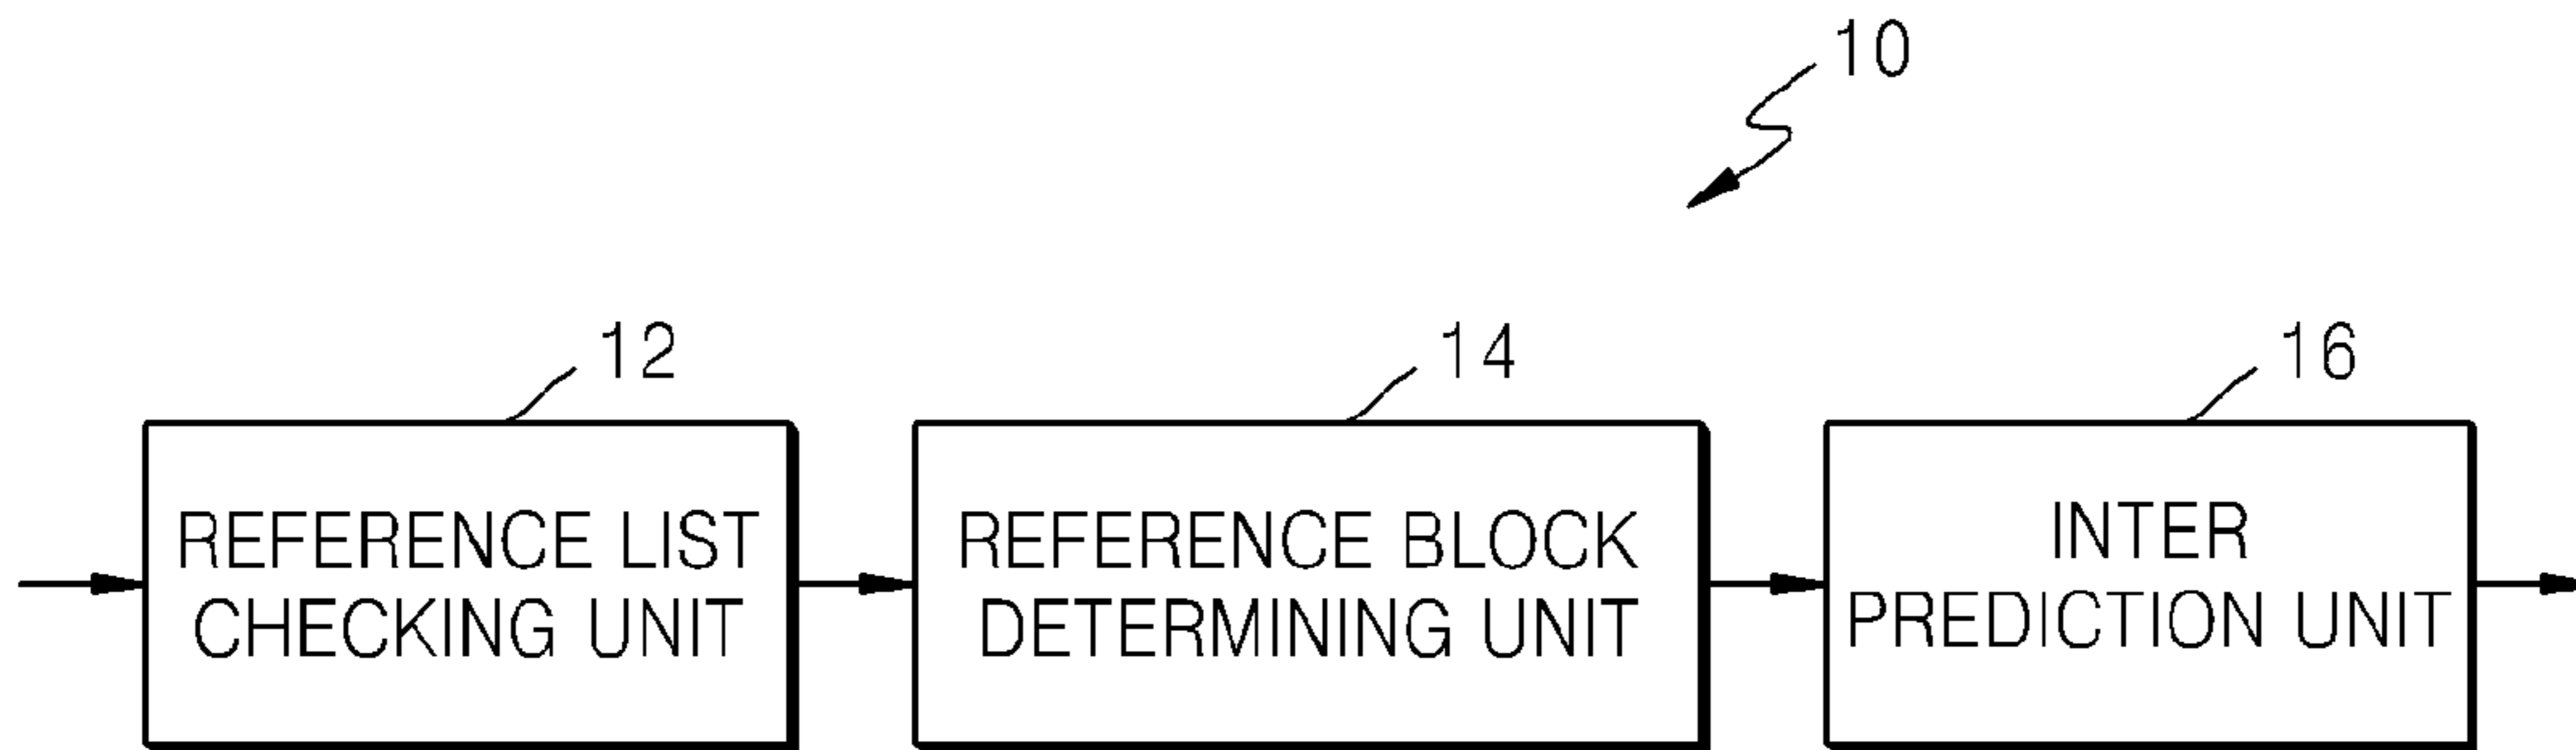 10
12
14
16
REFERENCE LIST
CHECKING UNIT
REFERENCE BLOCK
DETERMINING UNIT
INTER
PREDICTION UNIT